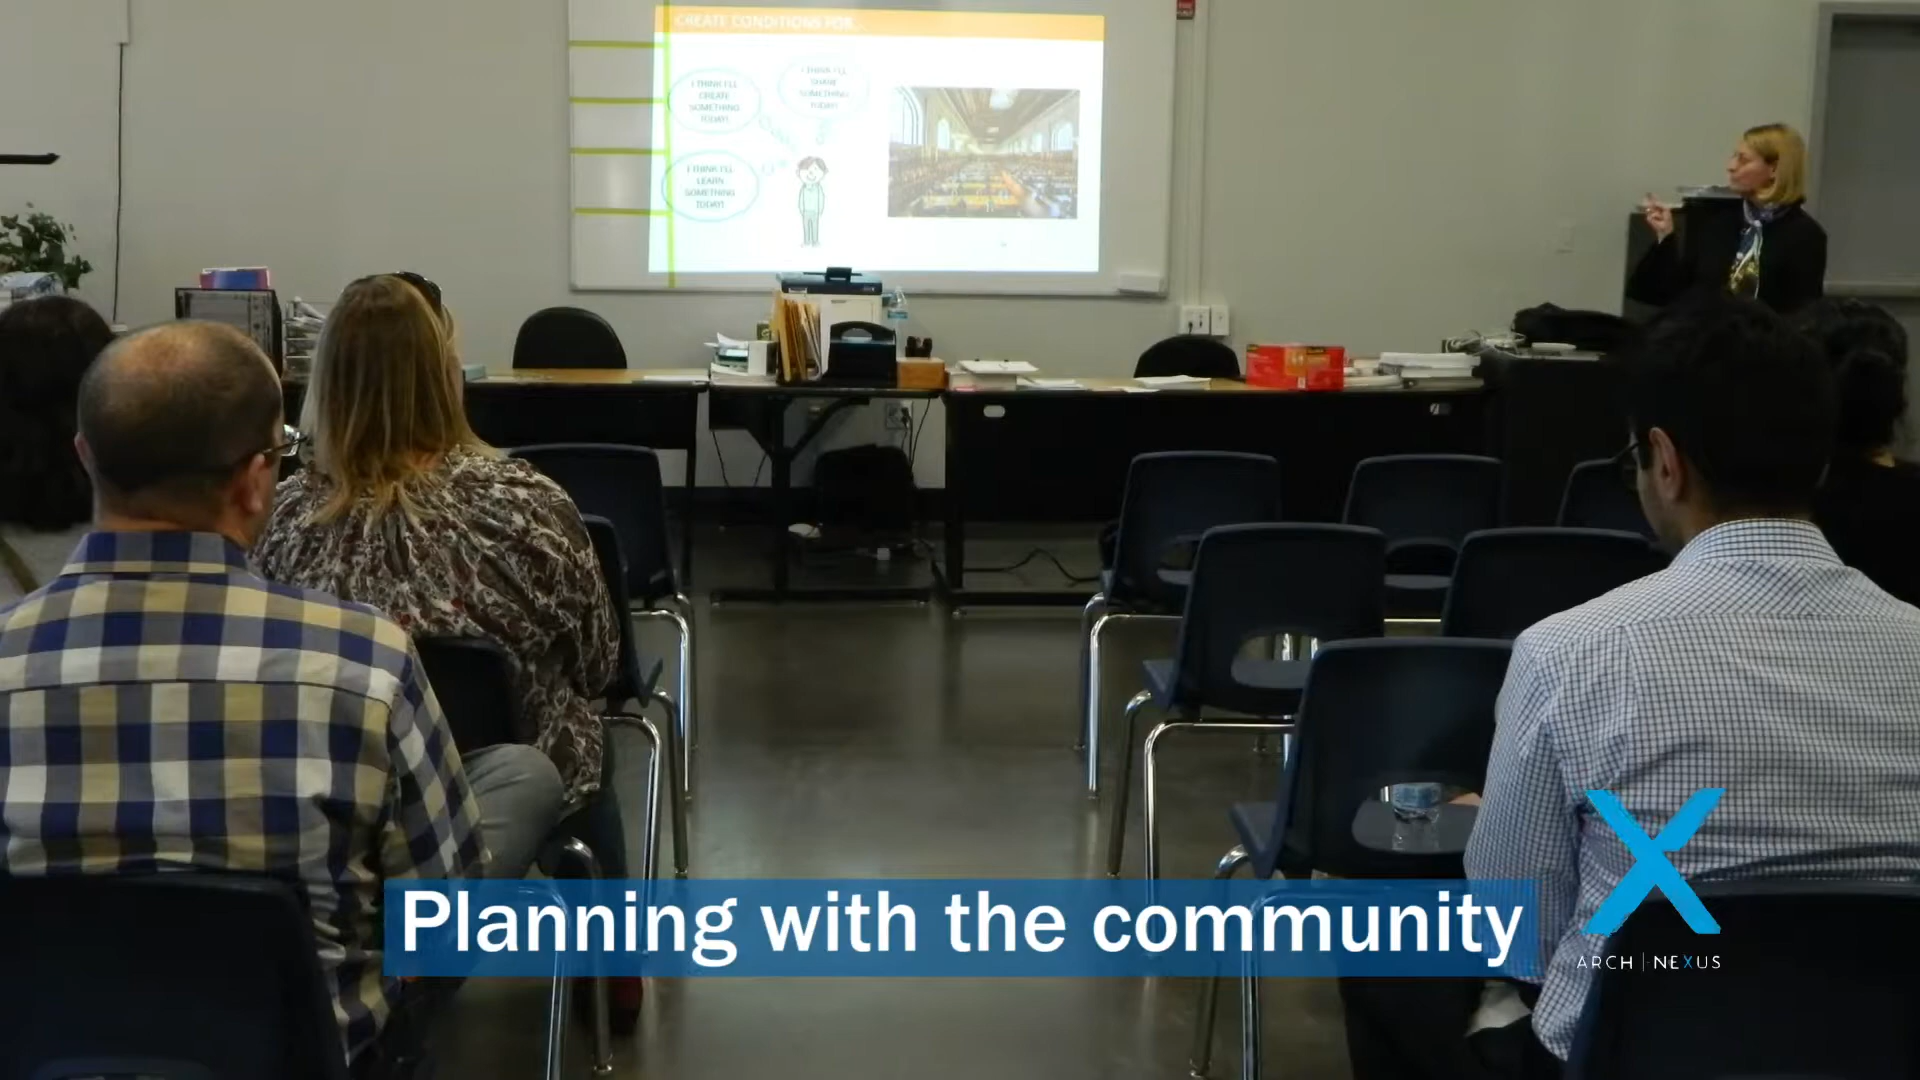 CREATE CONDITIONS FOR...
I THINK I'LL
CREATE
SOMETHING
TODAY!
I THINK I'LL
SHARE
SOMETHING
TODAY!
I THINK I'LL
LEARN
SOMETHING
TODAY!
Planning with the community
ARCH | NEXUS